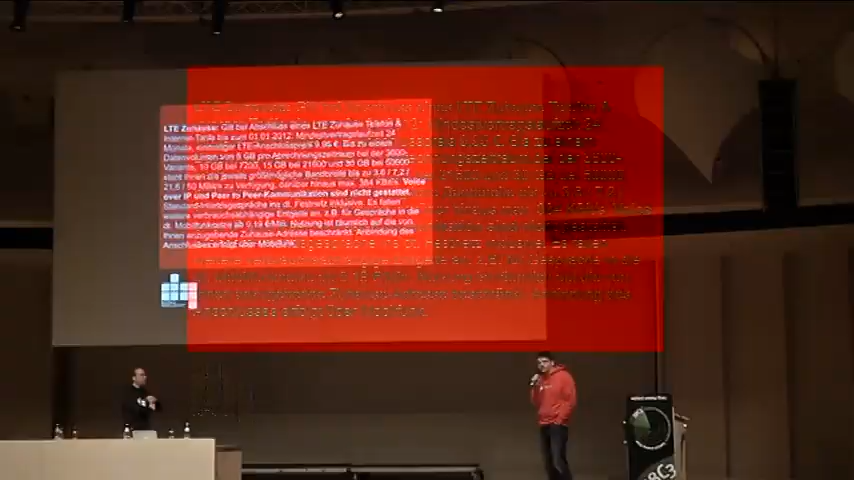 LTE Zuhause: Gilt bei Abschluss eines LTE Zuhause Telefon &
Internet-Tarifs bis zum 01.01.2012. Mindestvertragslaufzeit 24
Monate, einmaliger LTE-Anschlusspreis 9,95 €. Bis zu einem
Datenvolumen von 5 GB pro Abrechnungszeitraum bei der 3600-
Variante, 10 GB bei 7200, 15 GB bei 21600 und 30 GB bei 50000
steht Ihnen die jeweils größtmögliche Bandbreite bis zu 3,6 / 7,2 /
21,6 / 50 Mbit/s zur Verfügung, darüber hinaus max. 384 KBit/s. Voice
over IP und Peer to Peer-Kommunikation sind nicht gestattet.
Standard-Inlandsgespräche ins dt. Festnetz inklusive. Es fallen
weitere verbrauchsabhängige Entgelte an, z.B. für Gespräche in die
dt. Mobilfunknetze 0,19 €/Min. Nutzung ist räumlich auf die von
Ihnen anzugebende Zuhause-Adresse beschränkt. Anbindung des
Anschlusses erfolgt über Mobilfunk.